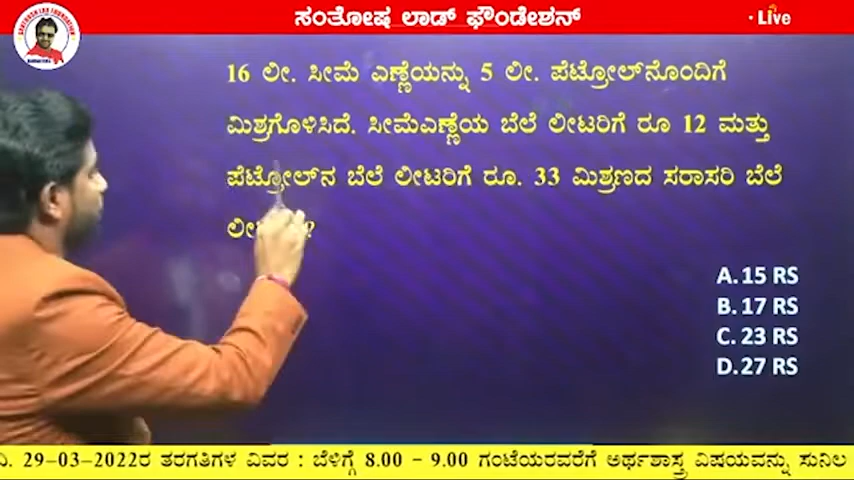 ಸಂತೋಷ ಲಾಡ್ ಫೌಂಡೇಶನ್
Live
16 ಲೀ. ಸೀಮೆ ಎಣ್ಣೆಯನ್ನು 5 ಲೀ. ಪೆಟ್ರೋಲ್‌ನೊಂದಿಗೆ
ಮಿಶ್ರಗೊಳಿಸಿದೆ. ಸೀಮೆಎಣ್ಣೆಯ ಬೆಲೆ ಲೀಟರಿಗೆ ರೂ 12 ಮತ್ತು
ಪೆಟ್ರೋಲ್‌ನ ಬೆಲೆ ಲೀಟರಿಗೆ ರೂ. 33 ಮಿಶ್ರಣದ ಸರಾಸರಿ ಬೆಲೆ
?
A. 15 RS
B. 17 RS
C. 23 RS
D. 27 RS
ದಿ. 29-03-2022ರ ತರಗತಿಗಳ ವಿವರ : ಬೆಳಿಗ್ಗೆ 8.00 - 9.00 ಗಂಟೆಯರವರೆಗೆ ಅರ್ಥಶಾಸ್ತ್ರ ವಿಷಯವನ್ನು ಸುನಿಲ